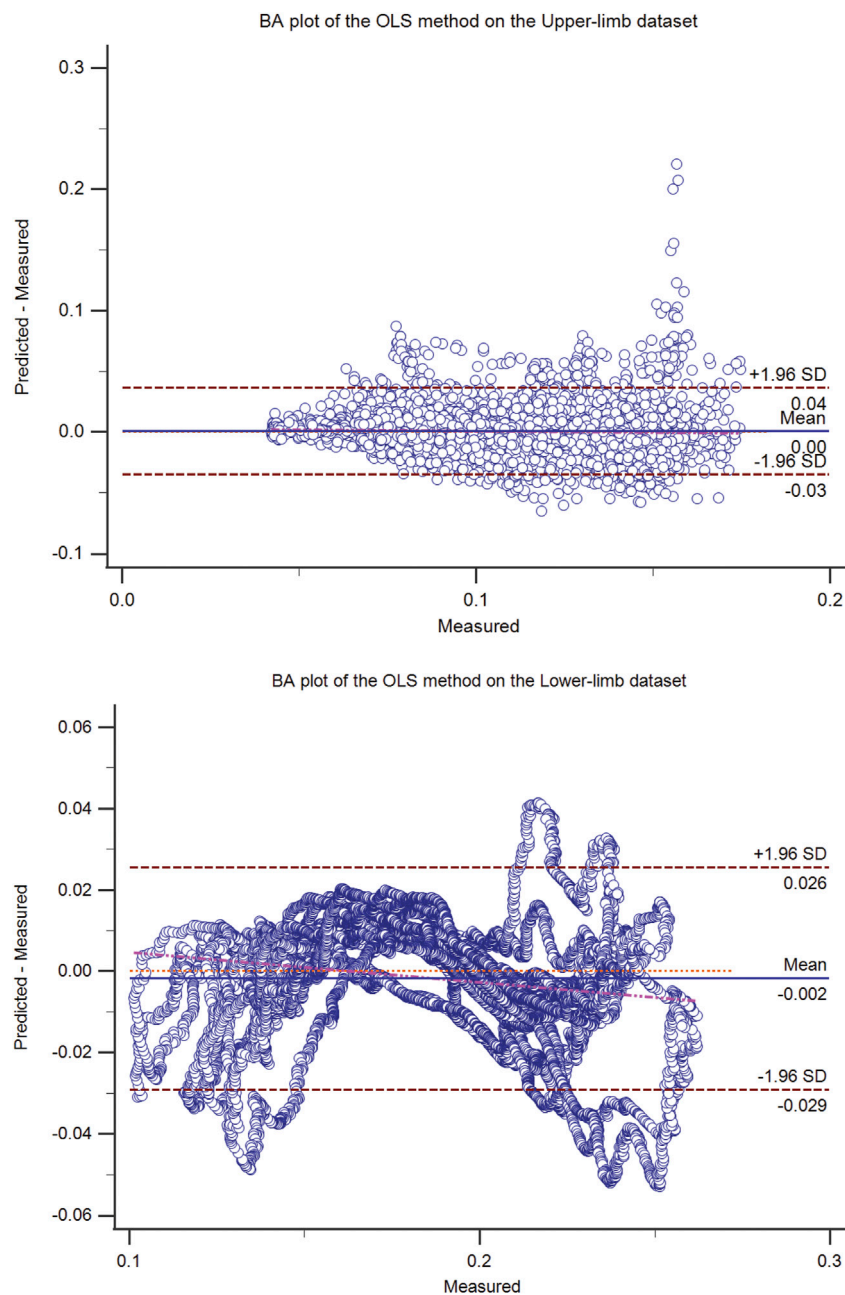 BA plot of the OLS method on the Upper-limb dataset
0.3
0.2
0.1
0.0
-0.1
Predicted - Measured
+1.96 SD
0.04
Mean
0.00
-1.96 SD
-0.03
0.0
0.1
0.2
Measured
BA plot of the OLS method on the Lower-limb dataset
0.06
0.04
0.02
0.00
-0.02
-0.04
-0.06
Predicted - Measured
+1.96 SD
0.026
Mean
-0.002
-1.96 SD
-0.029
0.1
0.2
0.3
Measured